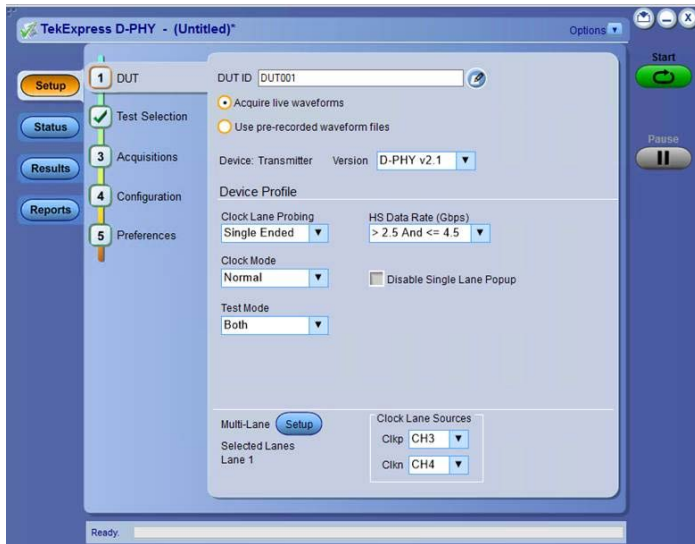 TekExpress D-PHY - (Untitled)*
Options
Start
Pause
Setup
Status
Results
Reports
1 DUT
Test Selection
3 Acquisitions
4 Configuration
5 Preferences
DUT ID DUT001
Acquire live waveforms
Use pre-recorded waveform files
Device: Transmitter Version D-PHY v2.1
Device Profile
Clock Lane Probing
Single Ended
HS Data Rate (Gbps)
> 2.5 And <= 4.5
Clock Mode
Normal
Disable Single Lane Popup
Test Mode
Both
Multi-Lane Setup
Selected Lanes
Lane 1
Clock Lane Sources
Clkp CH3
Clkn CH4
Ready.